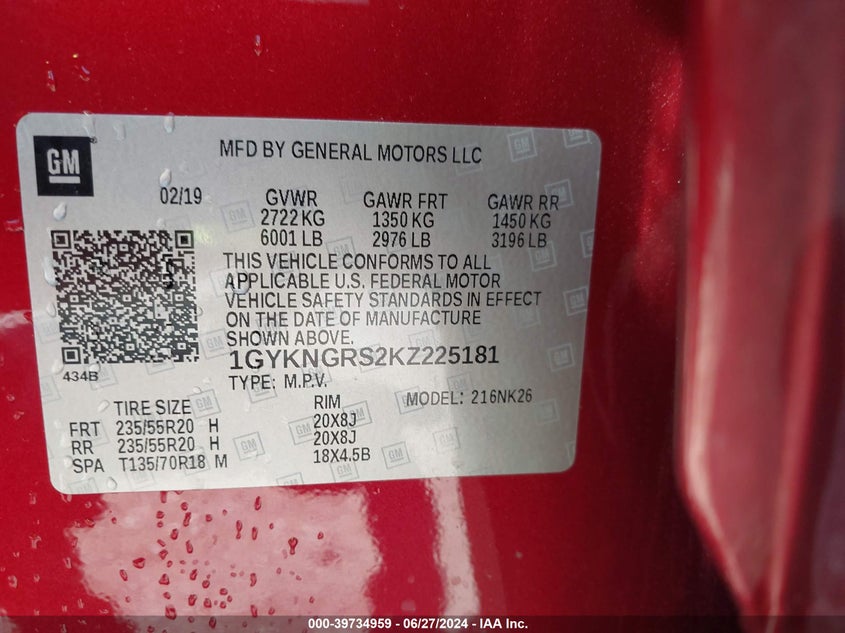 GM
MFD BY GENERAL MOTORS LLC
02/19 GVWR GAWR FRT GAWR RR
2722 KG 1350 KG 1450 KG
6001 LB 2976 LB 3196 LB
THIS VEHICLE CONFORMS TO ALL
APPLICABLE U.S. FEDERAL MOTOR
VEHICLE SAFETY STANDARDS IN EFFECT
ON THE DATE OF MANUFACTURE
SHOWN ABOVE.
1GYKNGRS2KZ225181
434B
TYPE: M.P.V. MODEL: 216NK26
TIRE SIZE RIM
FRT 235/55R20 H 20X8J
RR 235/55R20 H 20X8J
SPA T135/70R18 M 18X4.5B
000-39734959 - 06/27/2024 - IAA Inc.